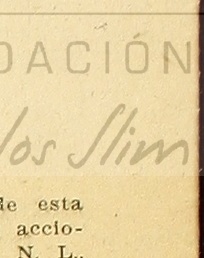 DACIÓN
los Slim
de esta
accio-
N. L.,